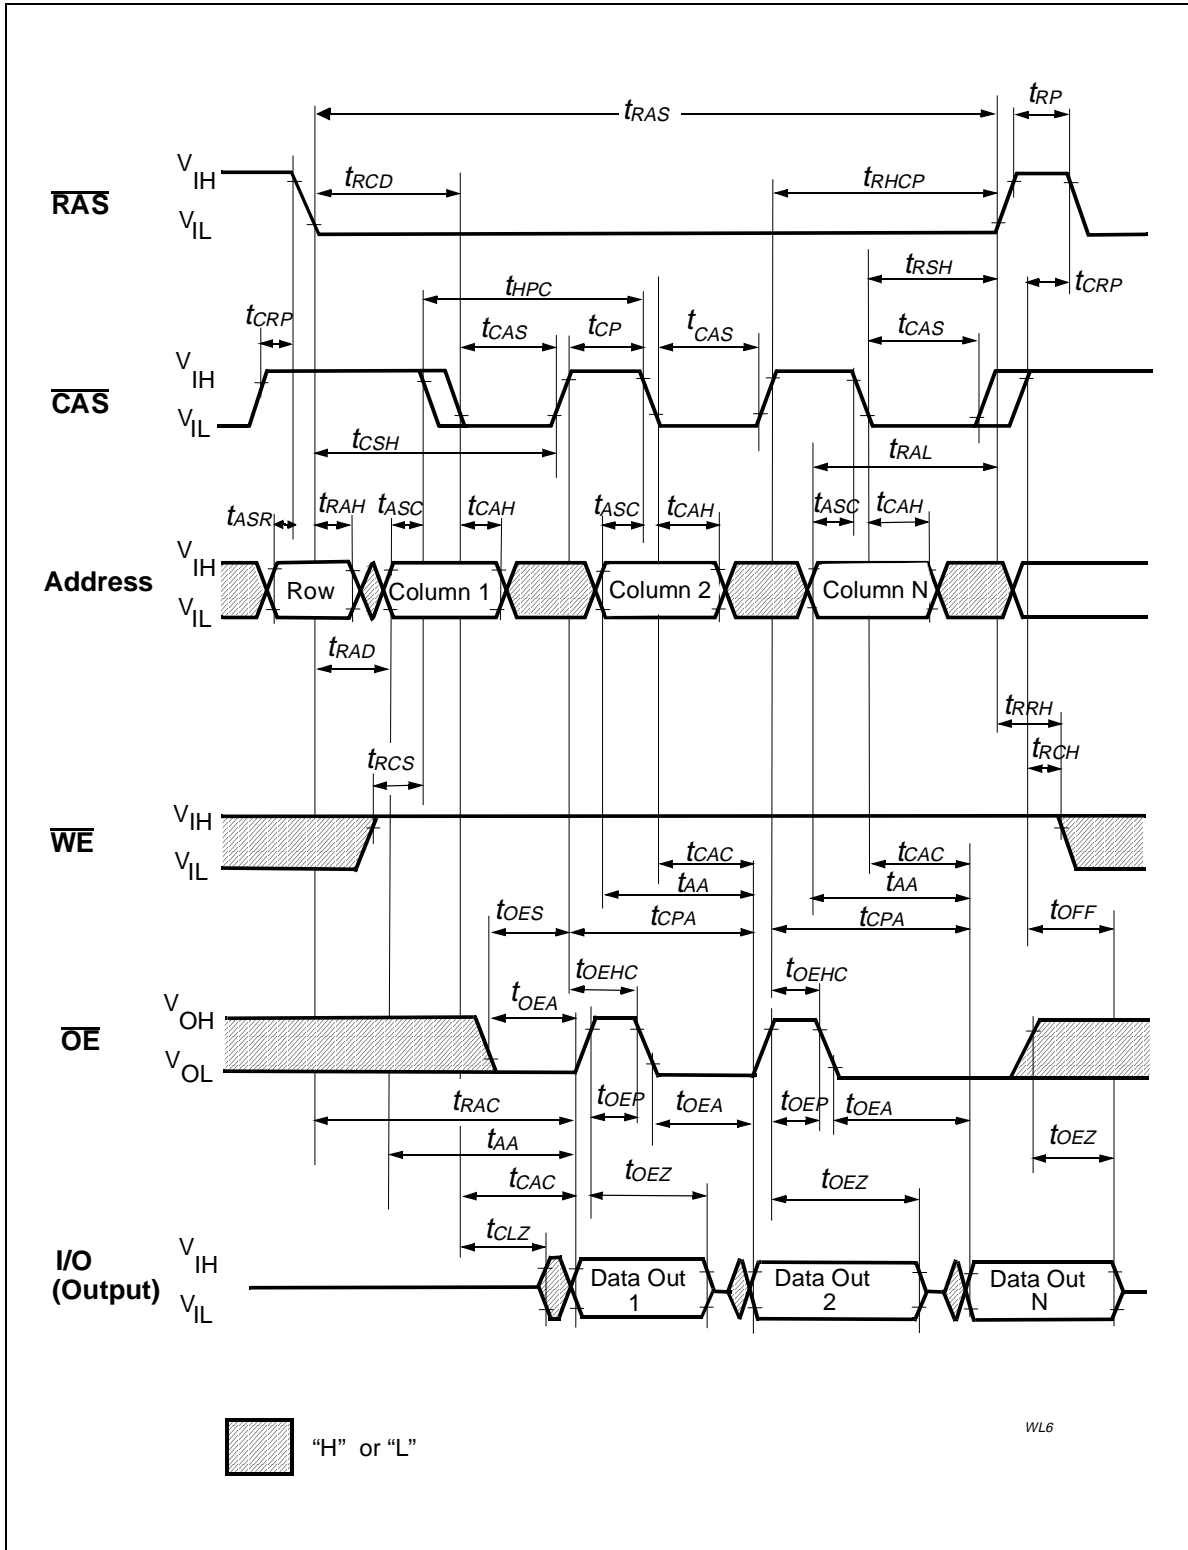 tRAS
tRP
VIH
RAS
VIL
tRCD
tRHCP
tRSH
tCRP
tHPC
tCRP
tCAS
tCP
tCAS
tCAS
VIH
CAS
VIL
tCSH
tRAL
tASR
tRAH
tASC
tCAH
tASC
tCAH
tASC
tCAH
VIH
Address
VIL
Row
Column 1
Column 2
Column N
tRAD
tRRH
tRCS
tRCH
VIH
WE
VIL
tCAC
tCAC
tAA
tAA
tOES
tCPA
tCPA
tOFF
tOEHC
tOEHC
tOEA
VOH
OE
VOL
tRAC
tOEP
tOEA
tOEP
tOEA
tAA
tOEZ
tCAC
tOEZ
tOEZ
tCLZ
VIH
I/O
(Output)
VIL
Data Out
1
Data Out
2
Data Out
N
“H” or “L”
WL6